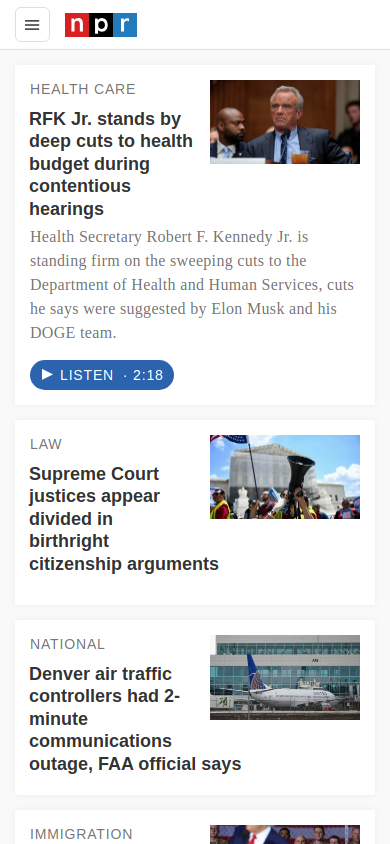 npr
HEALTH CARE
RFK Jr. stands by
deep cuts to health
budget during
contentious
hearings
Health Secretary Robert F. Kennedy Jr. is
standing firm on the sweeping cuts to the
Department of Health and Human Services, cuts
he says were suggested by Elon Musk and his
DOGE team.
LISTEN · 2:18
LAW
Supreme Court
justices appear
divided in
birthright
citizenship arguments
NATIONAL
Denver air traffic
controllers had 2-
minute
communications
outage, FAA official says
IMMIGRATION